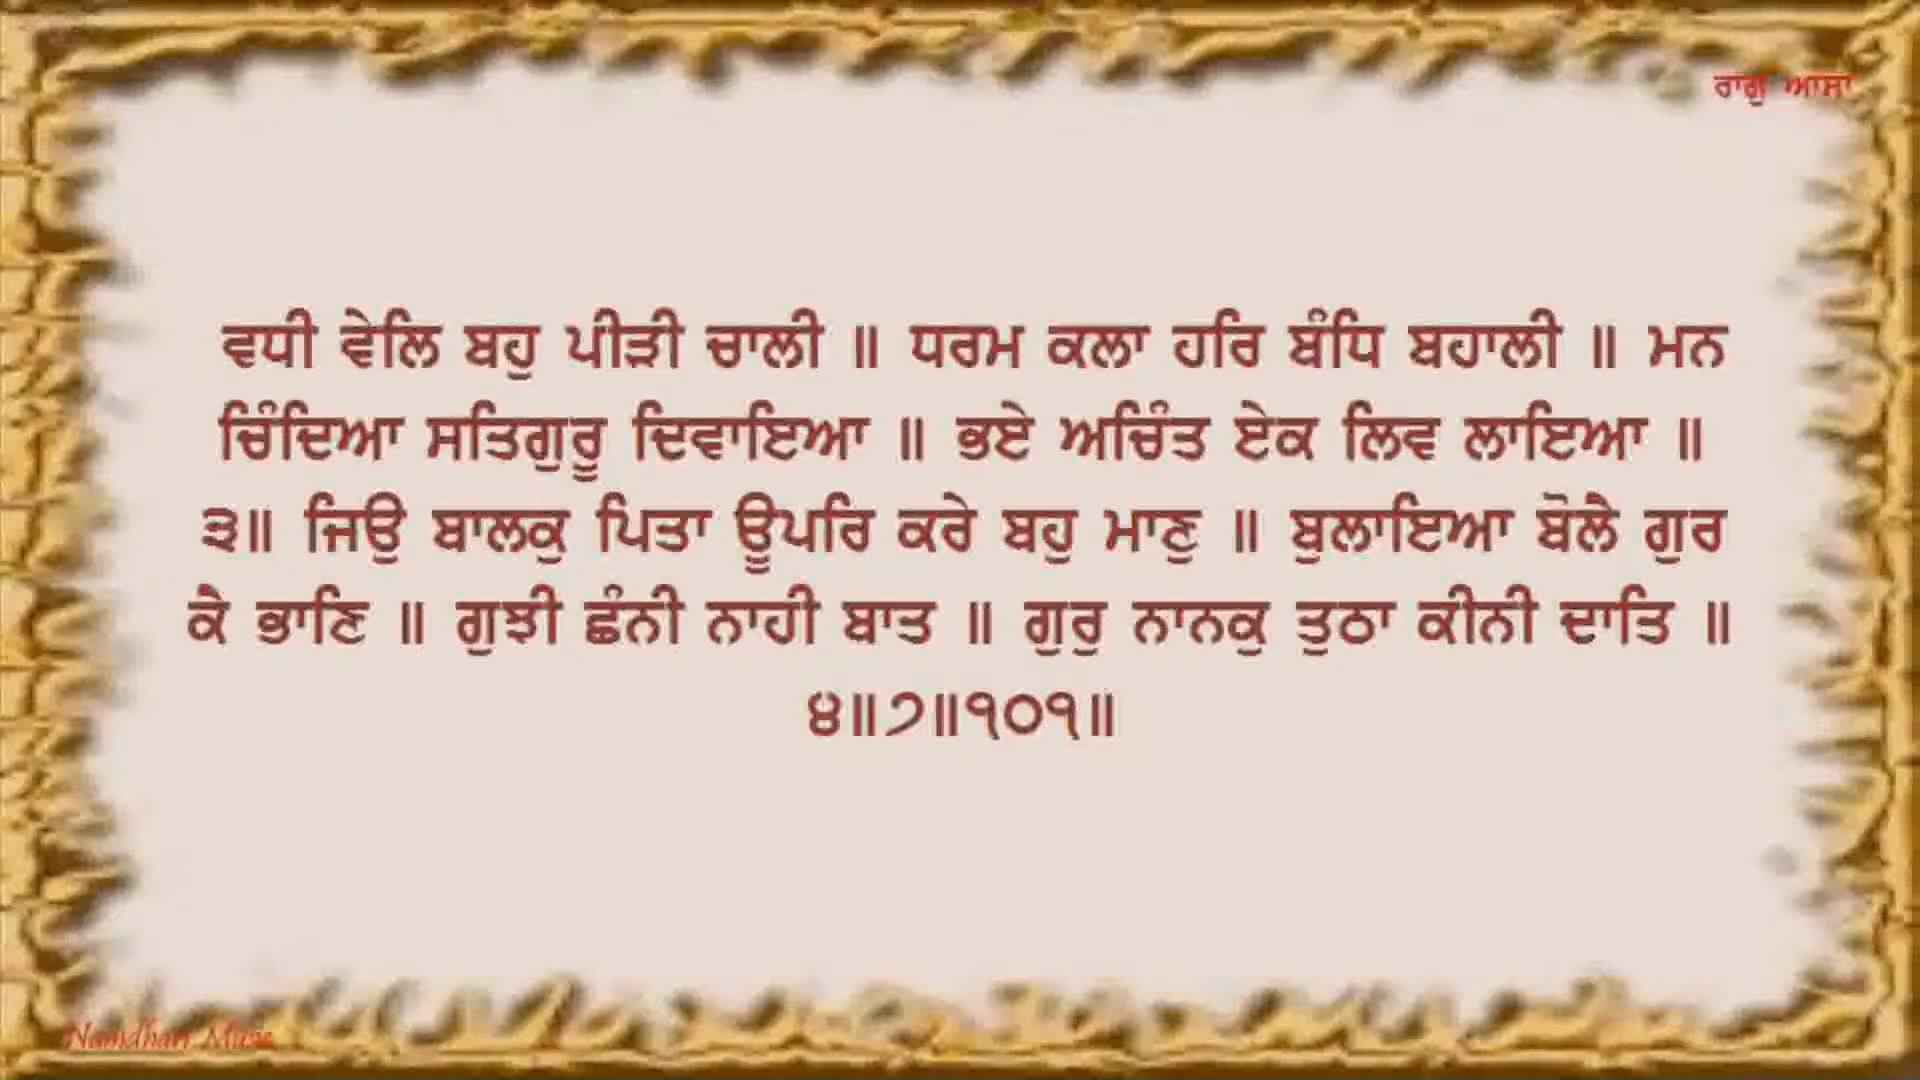 ਰਾਗੁ ਆਸਾ
ਵਧੀ ਵੇਲਿ ਬਹੁ ਪੀੜੀ ਚਾਲੀ ॥ ਧਰਮ ਕਲਾ ਹਰਿ ਬੰਧਿ ਬਹਾਲੀ ॥ ਮਨ
ਚਿੰਦਿਆ ਸਤਿਗੁਰੂ ਦਿਵਾਇਆ ॥ ਭਏ ਅਚਿੰਤ ਏਕ ਲਿਵ ਲਾਇਆ ॥
੩॥ ਜਿਉ ਬਾਲਕੁ ਪਿਤਾ ਊਪਰਿ ਕਰੇ ਬਹੁ ਮਾਣੁ ॥ ਬੁਲਾਇਆ ਬੋਲੈ ਗੁਰ
ਕੈ ਭਾਣਿ ॥ ਗੁਝੀ ਛੰਨੀ ਨਾਹੀ ਬਾਤ ॥ ਗੁਰੁ ਨਾਨਕੁ ਤੁਠਾ ਕੀਨੀ ਦਾਤਿ ॥
੪॥੭॥੧੦੧॥
Namdhari Music